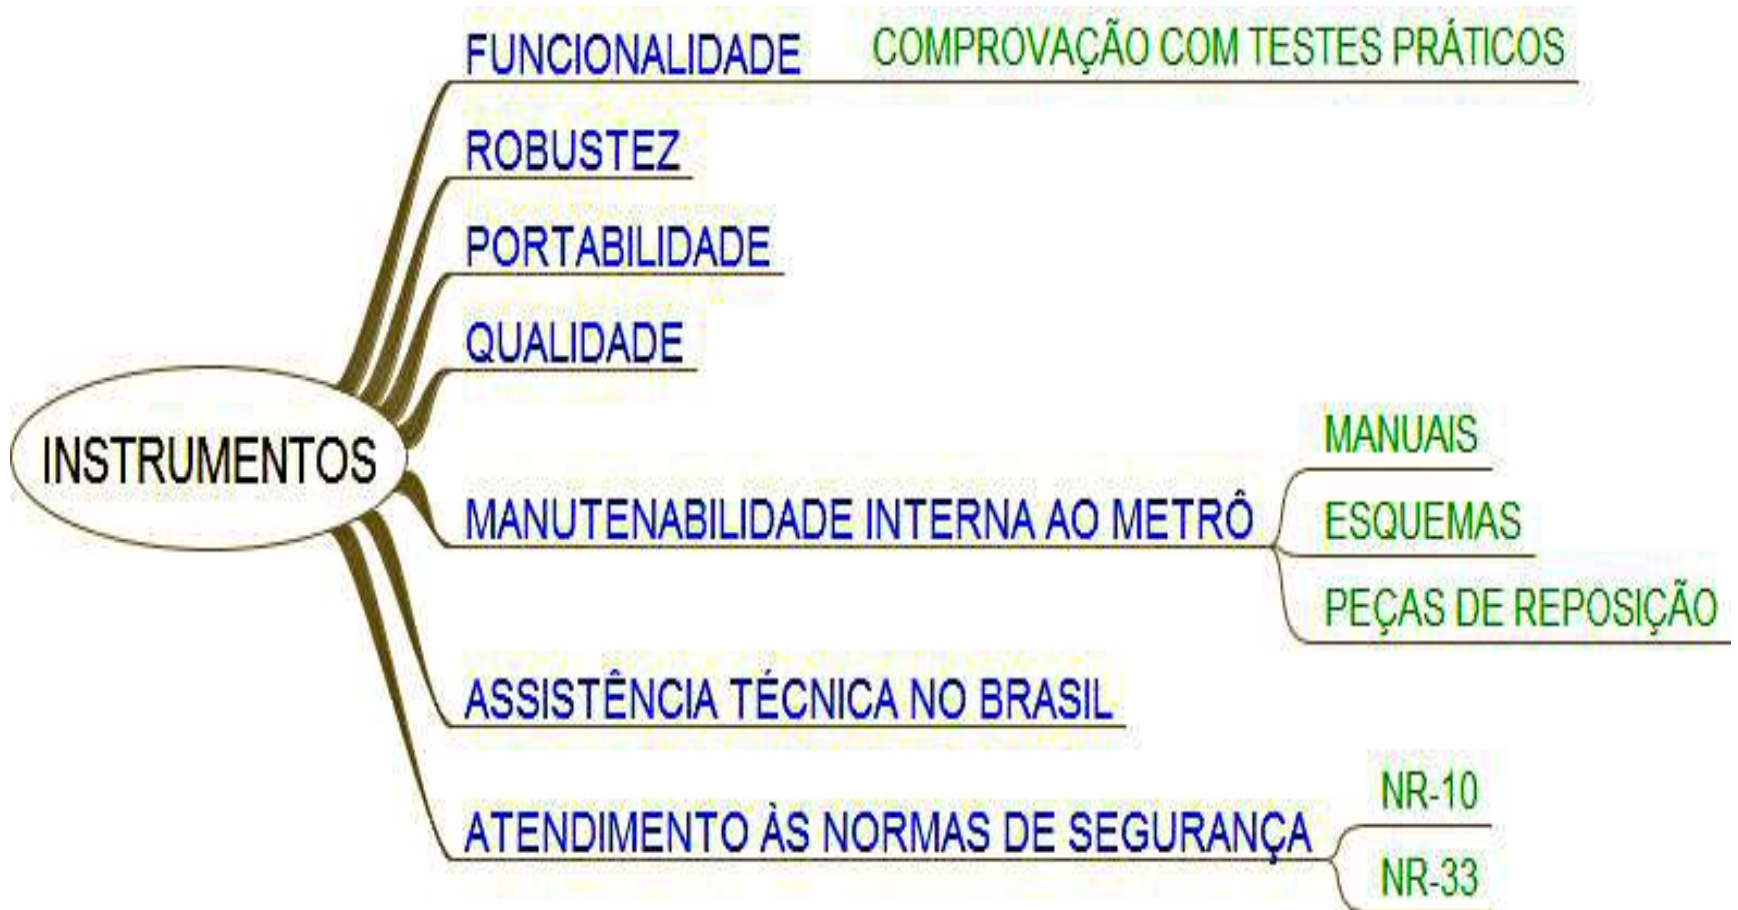 FUNCIONALIDADE COMPROVAÇÃO COM TESTES PRÁTICOS
ROBUSTEZ
PORTABILIDADE
QUALIDADE
INSTRUMENTOS
MANUTENABILIDADE INTERNA AO METRÔ
MANUAIS
ESQUEMAS
PEÇAS DE REPOSIÇÃO
ASSISTÊNCIA TÉCNICA NO BRASIL
ATENDIMENTO ÀS NORMAS DE SEGURANÇA
NR-10
NR-33